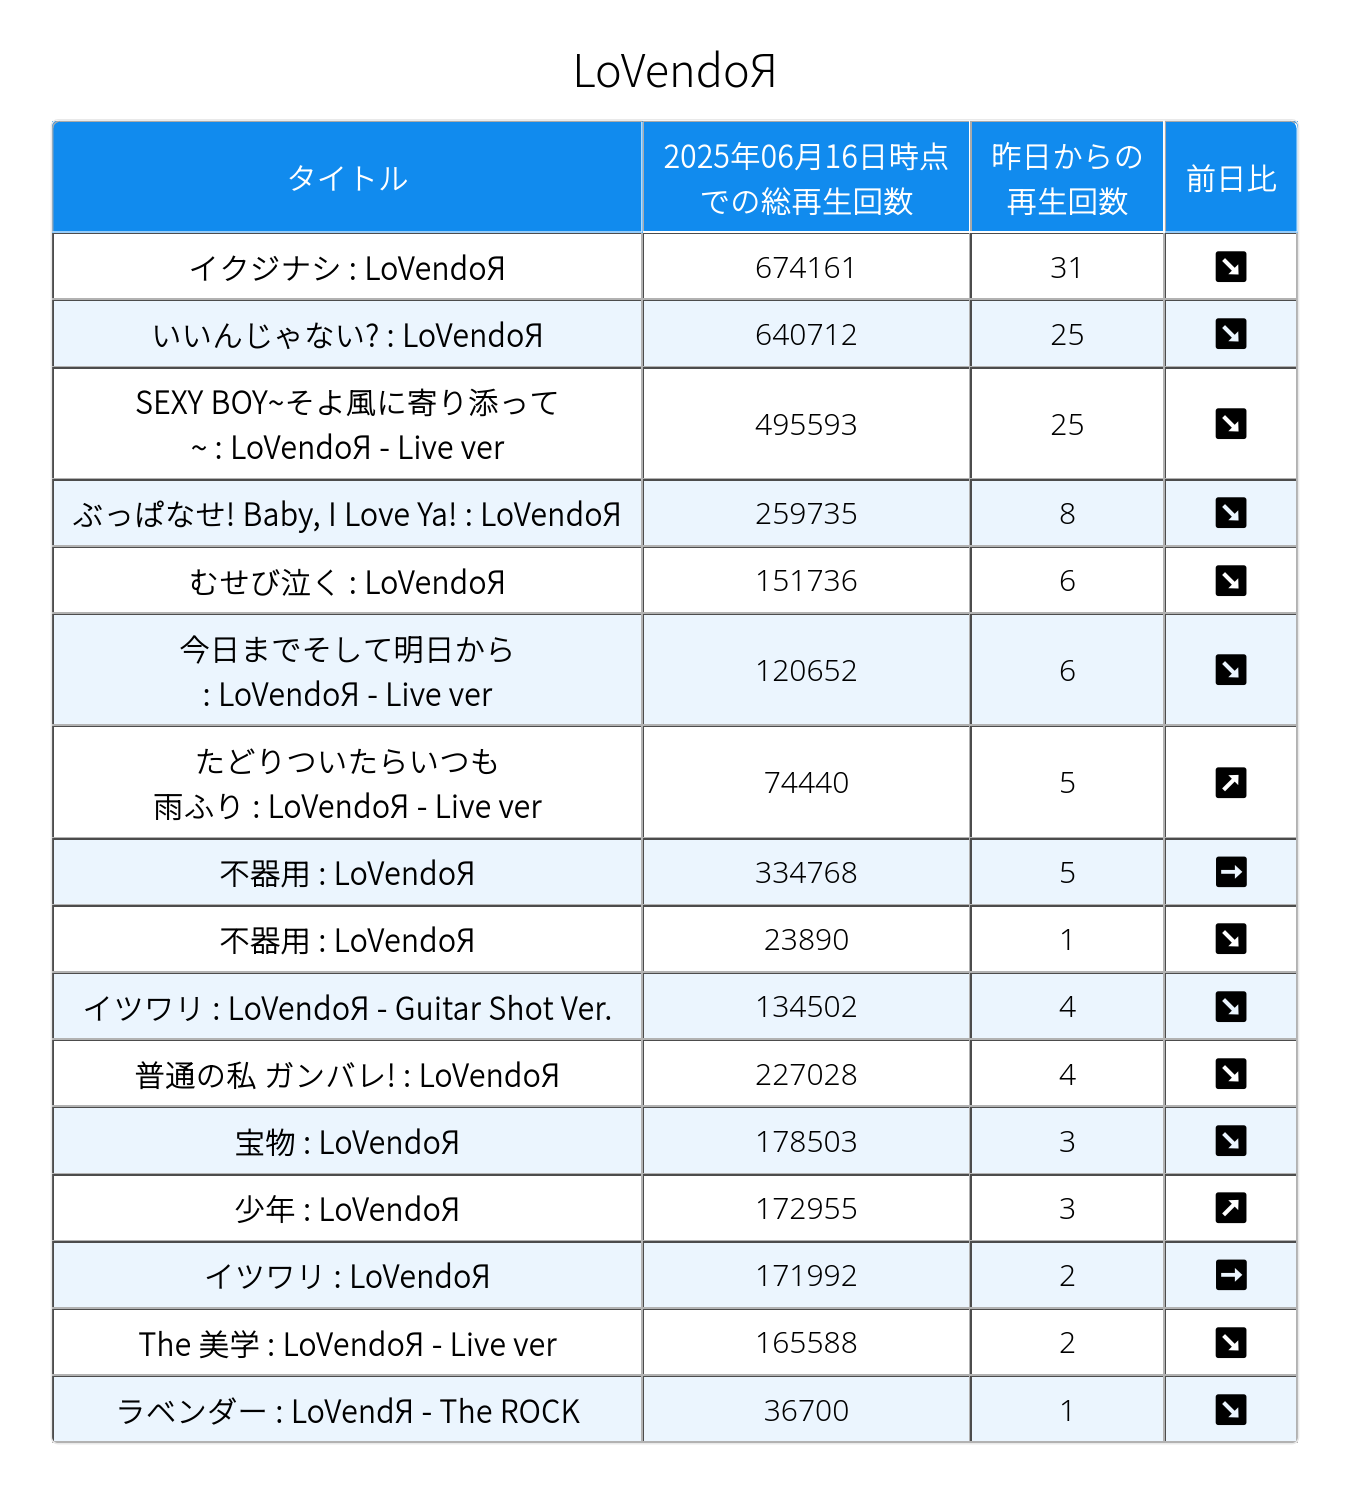 LoVendoЯ
タイトル
2025年06月16日時点
での総再生回数
昨日からの
再生回数
前日比
イクジナシ : LoVendoЯ 674161 31 ↘
いいんじゃない? : LoVendoЯ 640712 25 ↘
SEXY BOY~そよ風に寄り添って
~ : LoVendoЯ - Live ver 495593 25 ↘
ぶっぱなせ! Baby, I Love Ya! : LoVendoЯ 259735 8 ↘
むせび泣く : LoVendoЯ 151736 6 ↘
今日までそして明日から
: LoVendoЯ - Live ver 120652 6 ↘
たどりついたらいつも
雨ふり : LoVendoЯ - Live ver 74440 5 ↗
不器用 : LoVendoЯ 334768 5 →
不器用 : LoVendoЯ 23890 1 ↘
イツワリ : LoVendoЯ - Guitar Shot Ver. 134502 4 ↘
普通の私 ガンバレ! : LoVendoЯ 227028 4 ↘
宝物 : LoVendoЯ 178503 3 ↘
少年 : LoVendoЯ 172955 3 ↗
イツワリ : LoVendoЯ 171992 2 →
The 美学 : LoVendoЯ - Live ver 165588 2 ↘
ラベンダー : LoVendЯ - The ROCK 36700 1 ↘